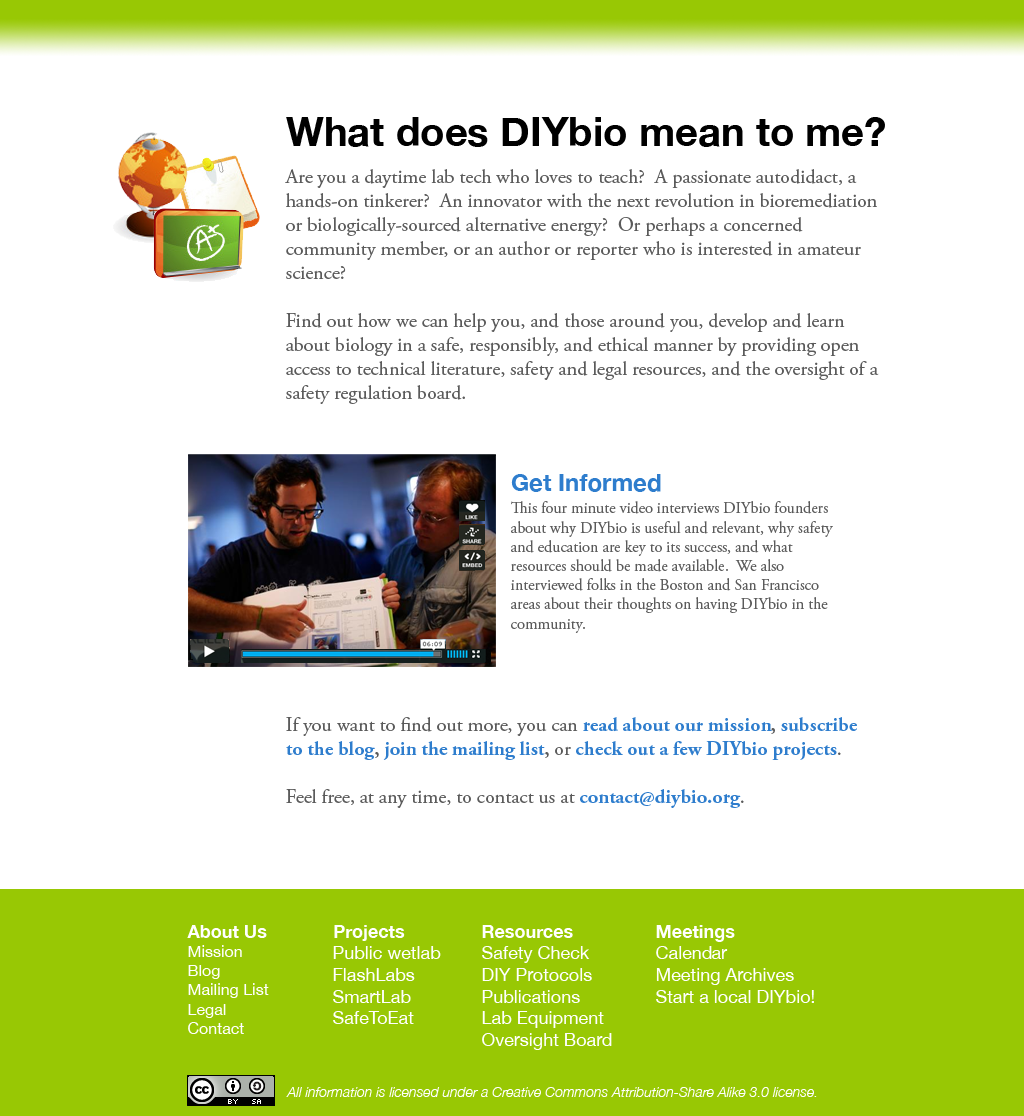 What does DIYbio mean to me?
Are you a daytime lab tech who loves to teach?  A passionate autodidact, a
hands-on tinkerer?  An innovator with the next revolution in bioremediation
or biologically-sourced alternative energy?  Or perhaps a concerned
community member, or an author or reporter who is interested in amateur
science?
Find out how we can help you, and those around you, develop and learn
about biology in a safe, responsibly, and ethical manner by providing open
access to technical literature, safety and legal resources, and the oversight of a
safety regulation board.
A+
LIKE
SHARE
EMBED
06:09
Get Informed
This four minute video interviews DIYbio founders
about why DIYbio is useful and relevant, why safety
and education are key to its success, and what
resources should be made available.  We also
interviewed folks in the Boston and San Francisco
areas about their thoughts on having DIYbio in the
community.
If you want to find out more, you can read about our mission, subscribe
to the blog, join the mailing list, or check out a few DIYbio projects.
Feel free, at any time, to contact us at contact@diybio.org.
About Us
Mission
Blog
Mailing List
Legal
Contact
Projects
Public wetlab
FlashLabs
SmartLab
SafeToEat
Resources
Safety Check
DIY Protocols
Publications
Lab Equipment
Oversight Board
Meetings
Calendar
Meeting Archives
Start a local DIYbio!
cc BY SA
All information is licensed under a Creative Commons Attribution-Share Alike 3.0 license.